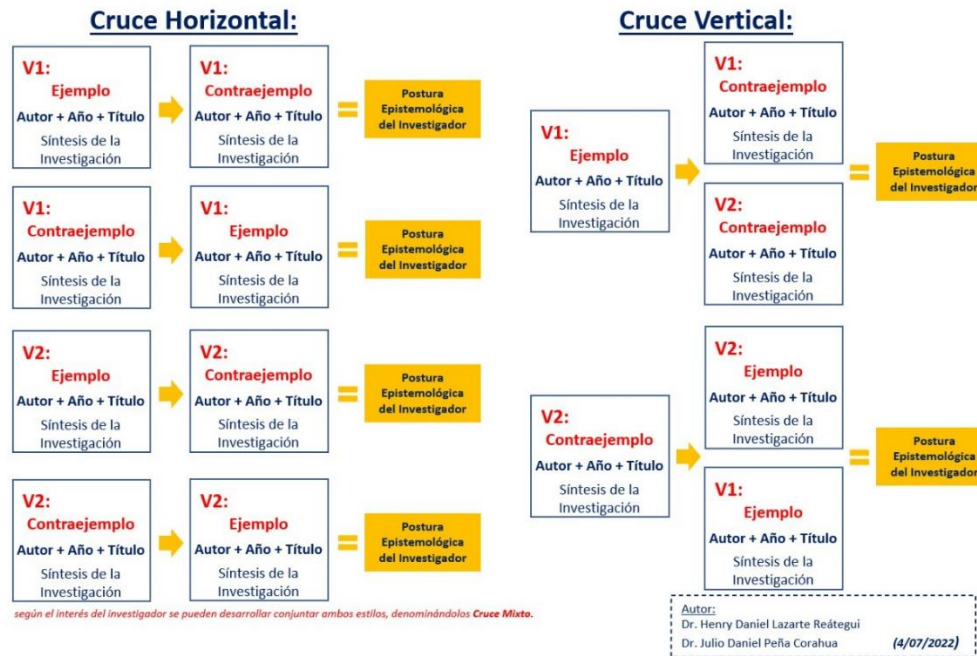 Cruce Horizontal:
V1:
Ejemplo
Autor + Año + Título
Síntesis de la
Investigación
V1:
Contraejemplo
Autor + Año + Título
Síntesis de la
Investigación
Postura
Epistemológica
del Investigador
V1:
Contraejemplo
Autor + Año + Título
Síntesis de la
Investigación
V1:
Ejemplo
Autor + Año + Título
Síntesis de la
Investigación
Postura
Epistemológica
del Investigador
V2:
Ejemplo
Autor + Año + Título
Síntesis de la
Investigación
V2:
Contraejemplo
Autor + Año + Título
Síntesis de la
Investigación
Postura
Epistemológica
del Investigador
V2:
Contraejemplo
Autor + Año + Título
Síntesis de la
Investigación
V2:
Ejemplo
Autor + Año + Título
Síntesis de la
Investigación
Postura
Epistemológica
del Investigador
según el interés del investigador se pueden desarrollar conjuntar ambos estilos, denominándolos Cruce Mixto.
Cruce Vertical:
V1:
Ejemplo
Autor + Año + Título
Síntesis de la
Investigación
V1:
Contraejemplo
Autor + Año + Título
Síntesis de la
Investigación
V2:
Contraejemplo
Autor + Año + Título
Síntesis de la
Investigación
Postura
Epistemológica
del Investigador
V2:
Contraejemplo
Autor + Año + Título
Síntesis de la
Investigación
V2:
Ejemplo
Autor + Año + Título
Síntesis de la
Investigación
V1:
Ejemplo
Autor + Año + Título
Síntesis de la
Investigación
Postura
Epistemológica
del Investigador
Autor:
Dr. Henry Daniel Lazarte Reátegui
Dr. Julio Daniel Peña Corahua (4/07/2022)